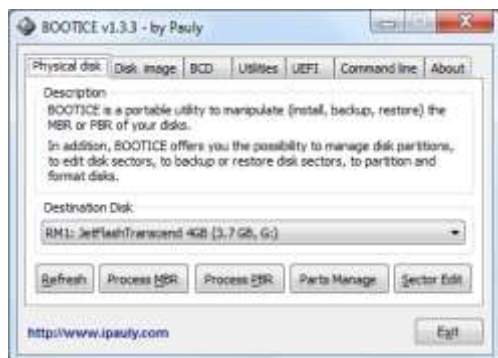 BOOTICE v1.3.3 - by Pauly
Physical disk Disk image BCD Utilities UEFI Command line About
Description
BOOTICE is a portable utility to manipulate (install, backup, restore) the
MBR or PBR of your disks.
In addition, BOOTICE offers you the possibility to manage disk partitions,
to edit disk sectors, to backup or restore disk sectors, to partition and
format disks.
Destination Disk
RM1: JetFlashTranscend 4GB (3.7 GB, G:)
Refresh Process MBR Process PBR Parts Manage Sector Edit
http://www.ipauly.com Exit